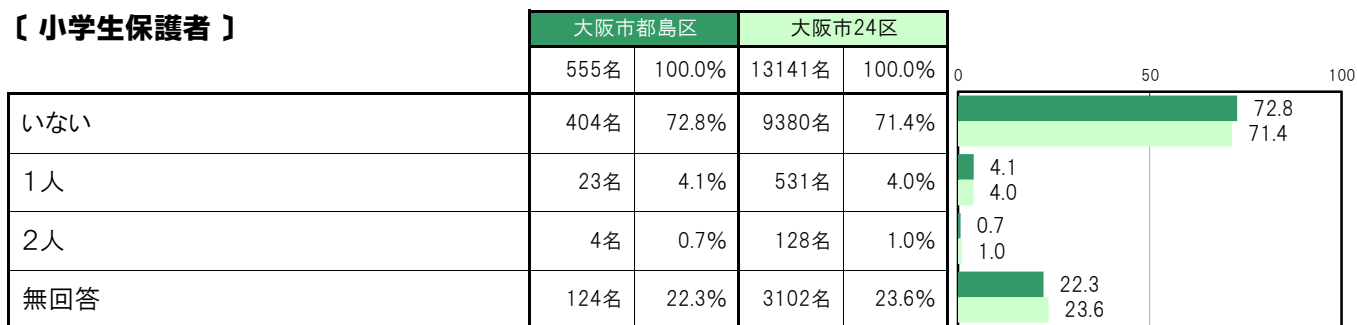 〔 小学生保護者 〕
大阪市都島区 大阪市24区
555名 100.0% 13141名 100.0%
0 50 100
いない 404名 72.8% 9380名 71.4%
72.8
71.4
1人 23名 4.1% 531名 4.0%
4.1
4.0
2人 4名 0.7% 128名 1.0%
0.7
1.0
無回答 124名 22.3% 3102名 23.6%
22.3
23.6